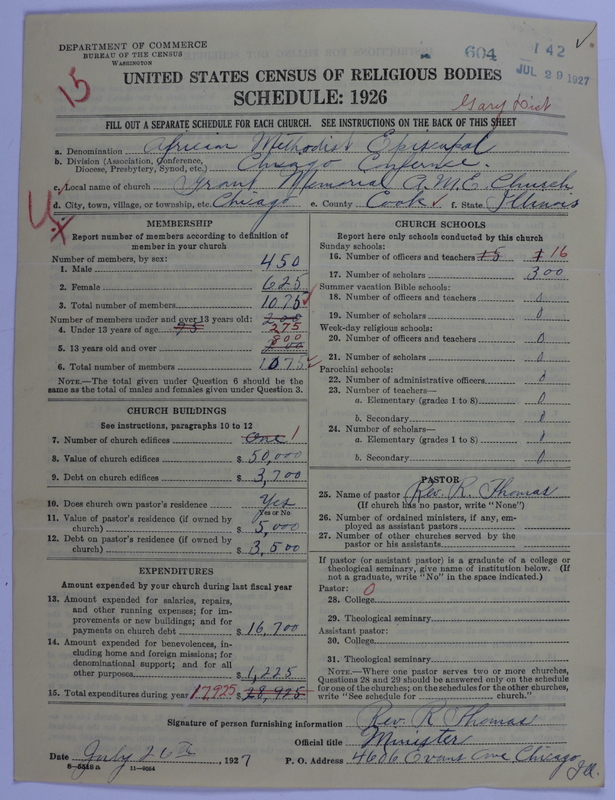 DEPARTMENT OF COMMERCE
BUREAU OF THE CENSUS
WASHINGTON
604
142
JUL 29 1927
15
UNITED STATES CENSUS OF RELIGIOUS BODIES
SCHEDULE: 1926
Gary Dist
FILL OUT A SEPARATE SCHEDULE FOR EACH CHURCH. SEE INSTRUCTIONS ON THE BACK OF THIS SHEET
a. Denomination African Methodist Episcopal
b. Division (Association, Conference, Diocese, Presbytery, Synod, etc.) Chicago Conference.
c. Local name of church Grant Memorial A.M.E. Church
d. City, town, village, or township, etc. Chicago e. County Cook f. State Illinois
MEMBERSHIP
Report number of members according to definition of
member in your church
Number of members, by sex:
1. Male 450
2. Female 625
3. Total number of members 1075
Number of members under and over 13 years old:
4. Under 13 years of age 75 200 275
5. 13 years old and over 800
6. Total number of members 1075
NOTE.—The total given under Question 6 should be
same as the total of males and females given under Question 3.
CHURCH BUILDINGS
See instructions, paragraphs 10 to 12
7. Number of church edifices One 1
8. Value of church edifices $ 50,000
9. Debt on church edifices $ 3,700
10. Does church own pastor's residence Yes
Yes or No
11. Value of pastor's residence (if owned by
church) $ 5,000
12. Debt on pastor's residence (if owned by
church) $ 3,500
EXPENDITURES
Amount expended by your church during last fiscal year
13. Amount expended for salaries, repairs,
and other running expenses; for im-
provements or new buildings; and for
payments on church debt $ 16,700
14. Amount expended for benevolences, in-
cluding home and foreign missions; for
denominational support; and for all
other purposes $ 1,225
15. Total expenditures during year 17,925 $ 28,925
CHURCH SCHOOLS
Report here only schools conducted by this church
Sunday schools:
16. Number of officers and teachers 15 16
17. Number of scholars 300
Summer vacation Bible schools:
18. Number of officers and teachers 0
19. Number of scholars 0
Week-day religious schools:
20. Number of officers and teachers 0
21. Number of scholars 0
Parochial schools:
22. Number of administrative officers 0
23. Number of teachers—
a. Elementary (grades 1 to 8) 0
b. Secondary 0
24. Number of scholars—
a. Elementary (grades 1 to 8) 0
b. Secondary 0
PASTOR
25. Name of pastor Rev. R. Thomas
(If church has no pastor, write "None")
26. Number of ordained ministers, if any, em-
ployed as assistant pastors
27. Number of other churches served by the
pastor or his assistants
If pastor (or assistant pastor) is a graduate of a college or
theological seminary, give name of institution below. (If
not a graduate, write "No" in the space indicated.)
Pastor: 0
28. College
29. Theological seminary
Assistant pastor:
30. College
31. Theological seminary
NOTE.—Where one pastor serves two or more churches,
Questions 28 and 29 should be answered only on the schedule
for one of the churches; on the schedules for the other churches,
write "See schedule for church."
Signature of person furnishing information Rev. R Thomas
Official title Minister
Date July 26th, 1927 P. O. Address 4606 Evans Ave Chicago
Ill.
8—5519a 11—9064